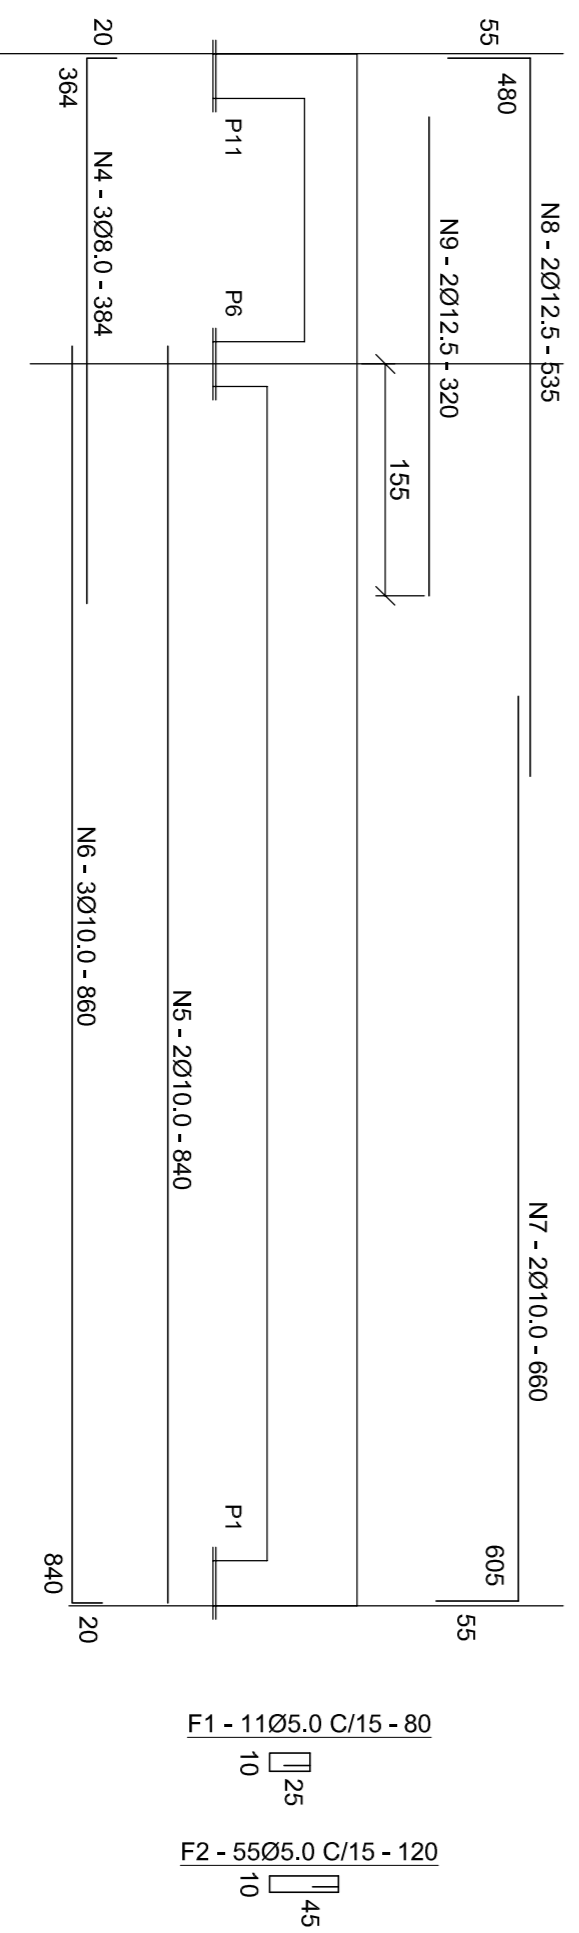 N8 - 2Ø12.5 - 535
55
480
N7 - 2Ø10.0 - 660
605
55
N9 - 2Ø12.5 - 320
155
P11
P6
P1
N5 - 2Ø10.0 - 840
N4 - 3Ø8.0 - 384
20
364
N6 - 3Ø10.0 - 860
840
20
F1 - 11Ø5.0 C/15 - 80
10
25
F2 - 55Ø5.0 C/15 - 120
10
45